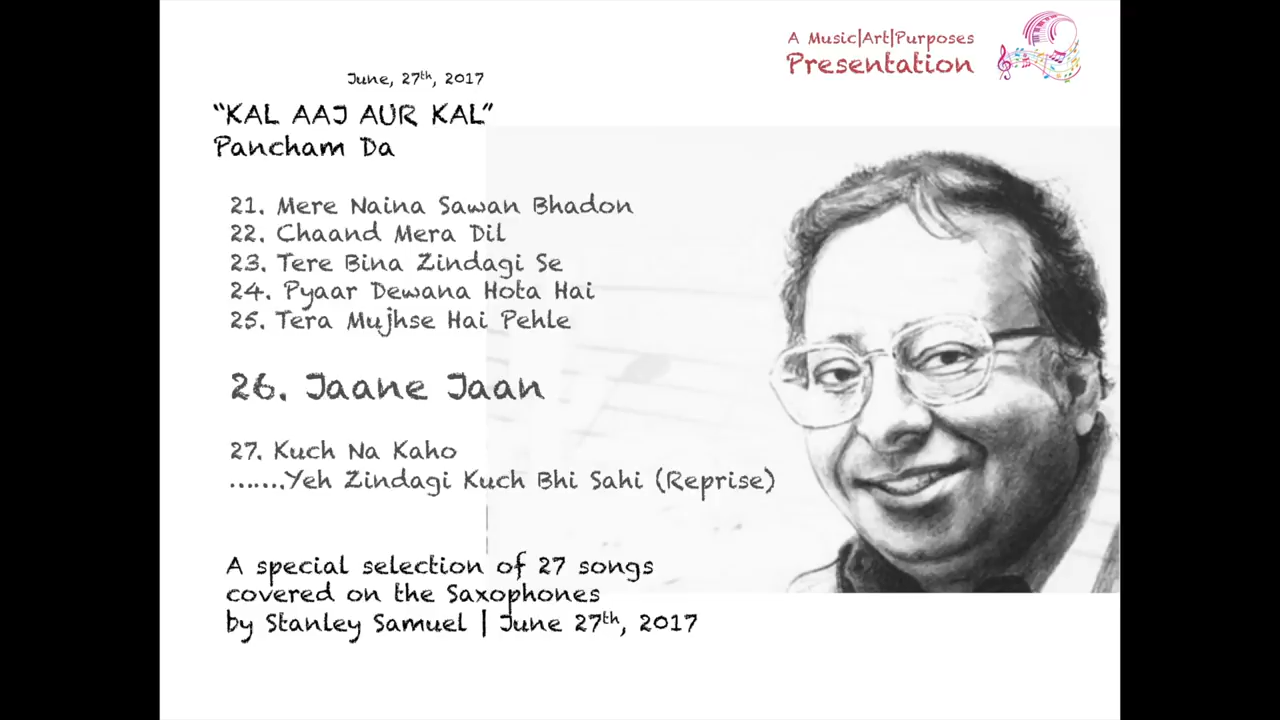 A Music|Art|Purposes
Presentation
June, 27th, 2017
“KAL AAJ AUR KAL”
Pancham Da
21. Mere Naina Sawan Bhadon
22. Chaand Mera Dil
23. Tere Bina Zindagi Se
24. Pyaar Dewana Hota Hai
25. Tera Mujhse Hai Pehle
26. Jaane Jaan
27. Kuch Na Kaho
.......Yeh Zindagi Kuch Bhi Sahi (Reprise)
A special selection of 27 songs
covered on the Saxophones
by Stanley Samuel | June 27th, 2017